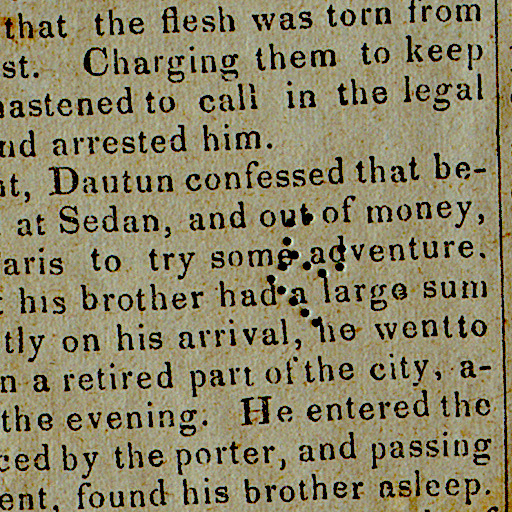 that the flesh was torn from
st. Charging them to keep
hastened to call in the legal
nd arrested him.
nt, Dautun confessed that be-
at Sedan, and out of money,
aris to try some adventure.
his brother had a large sum
tly on his arrival, he wentto
n a retired part of the city, a-
the evening. He entered the
ced by the porter, and passing
ent, found his brother asleep.